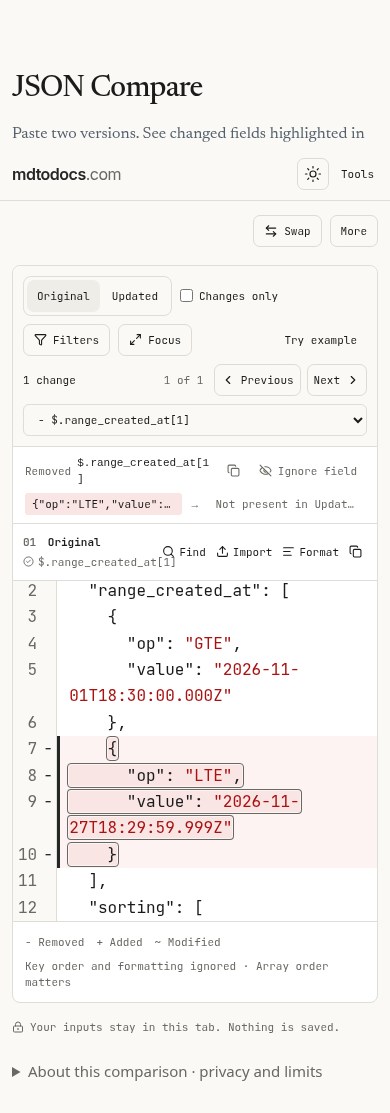 JSON Compare
Paste two versions. See changed fields highlighted in
mdtodocs.com
Tools
Swap
More
Original
Updated
Changes only
Filters
Focus
Try example
1 change
1 of 1
Previous
Next
- $.range_created_at[1]
Removed
$.range_created_at[1
]
Ignore field
{"op":"LTE","value":…
→
Not present in Updat…
01 Original
$.range_created_at[1]
Find
Import
Format
2 "range_created_at": [
3 {
4 "op": "GTE",
5 "value": "2026-11-
01T18:30:00.000Z"
6 },
7 - {
8 - "op": "LTE",
9 - "value": "2026-11-
27T18:29:59.999Z"
10 - }
11 ],
12 "sorting": [
- Removed + Added ~ Modified
Key order and formatting ignored · Array order
matters
Your inputs stay in this tab. Nothing is saved.
About this comparison · privacy and limits